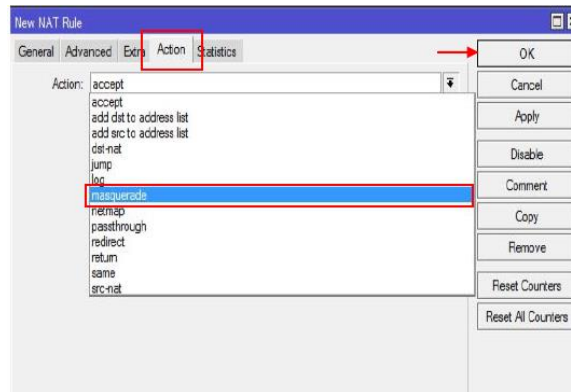 New NAT Rule
General Advanced Extra Action Statistics
Action: accept
accept
add dst to address list
add src to address list
dst-nat
jump
log
masquerade
netmap
passthrough
redirect
return
same
src-nat
OK
Cancel
Apply
Disable
Comment
Copy
Remove
Reset Counters
Reset All Counters